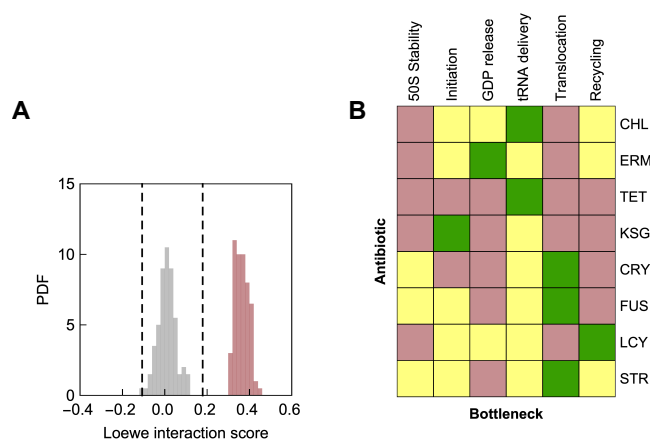 A
PDF
15
10
5
0
−0.4
−0.2
0.0
0.2
0.4
0.6
Loewe interaction score
B
50S Stability
Initiation
GDP release
tRNA delivery
Translocation
Recycling
Antibiotic
CHL
ERM
TET
KSG
CRY
FUS
LCY
STR
Bottleneck